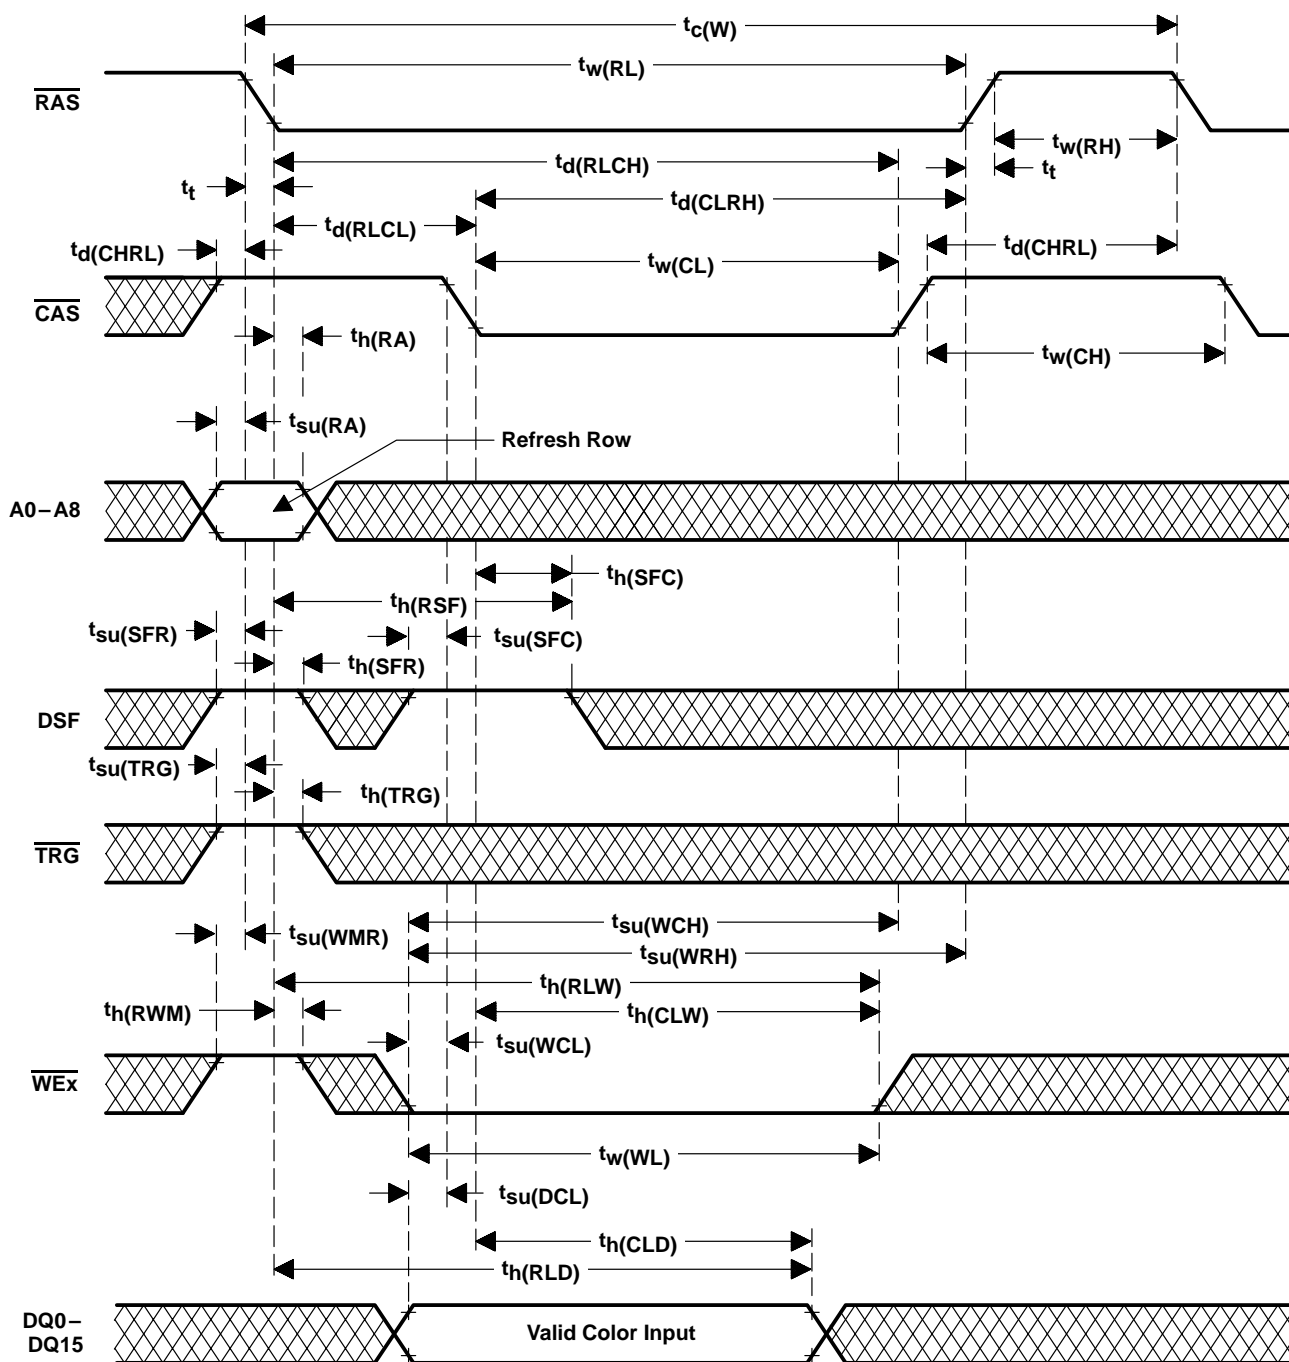 tc(W)
tw(RL)
RAS
tw(RH)
td(RLCH)
tt
tt
td(CLRH)
td(RLCL)
td(CHRL)
td(CHRL)
tw(CL)
CAS
th(RA)
tw(CH)
tsu(RA)
Refresh Row
A0–A8
th(SFC)
th(RSF)
tsu(SFR)
tsu(SFC)
th(SFR)
DSF
tsu(TRG)
th(TRG)
TRG
tsu(WCH)
tsu(WMR)
tsu(WRH)
th(RLW)
th(RWM)
th(CLW)
tsu(WCL)
WEx
tw(WL)
tsu(DCL)
th(CLD)
th(RLD)
DQ0–
DQ15
Valid Color Input